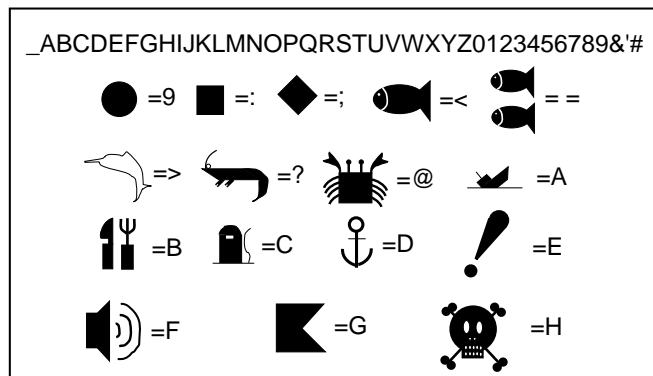 _ABCDEFGHIJKLMNOPQRSTUVWXYZ0123456789&'#
=9 =: =; =< = =
=> =? =@ =A
=B =C =D =E
=F =G =H